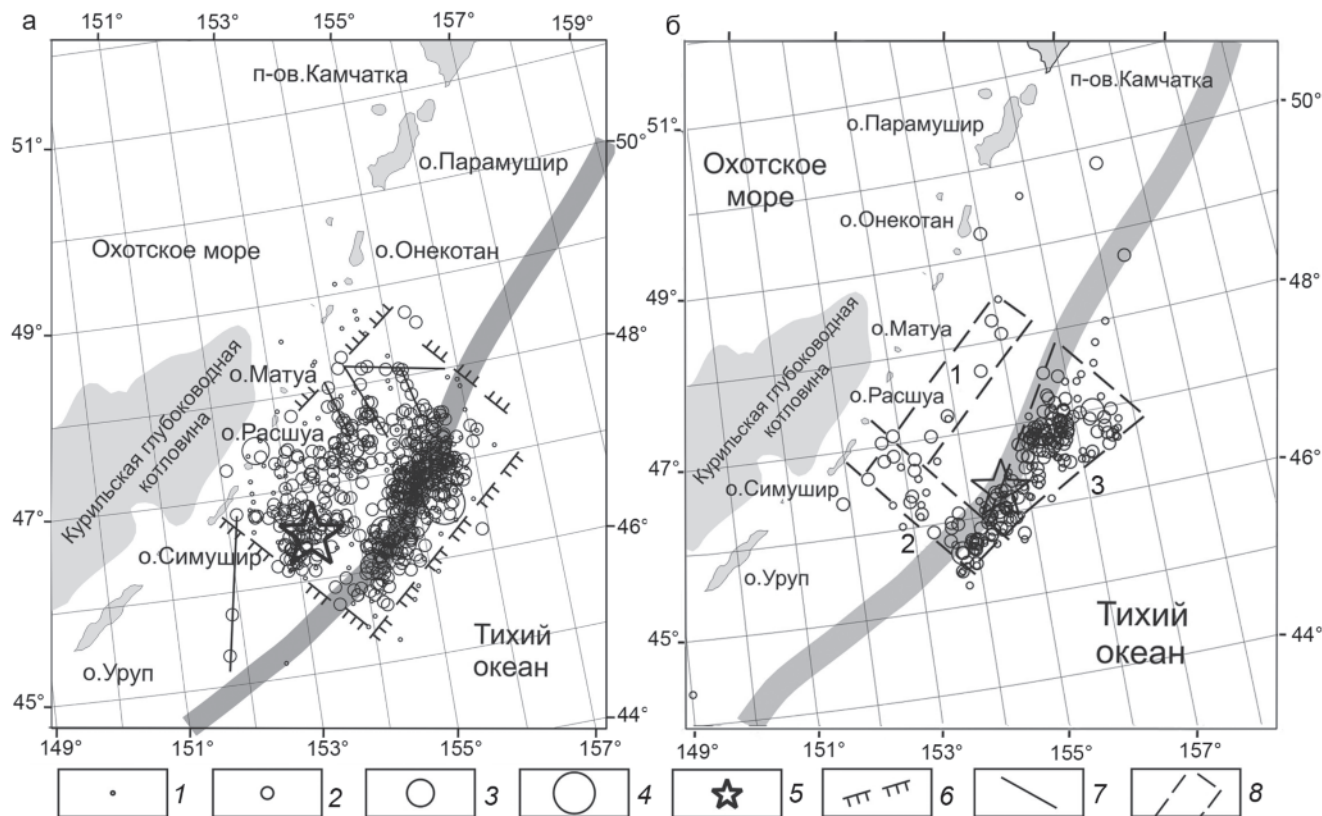 а
151° 153° 155° 157° 159°
п-ов.Камчатка
51°
50°
о.Парамушир
Охотское море
о.Онекотан
49°
48°
о.Матуа
Курильская глубоководная
котловина
о.Расшуа
47°
46°
о.Симушир
Тихий
океан
о.Уруп
45°
44°
149° 151° 153° 155° 157°
б
п-ов.Камчатка
50°
51°
о.Парамушир
Охотское
море
о.Онекотан
49°
48°
о.Матуа
Курильская глубоководная
котловина
1
о.Расшуа
47°
46°
о.Симушир
3
2
о.Уруп
Тихий
океан
45°
44°
149° 151° 153° 155° 157°
1 2 3 4 5 6 7 8